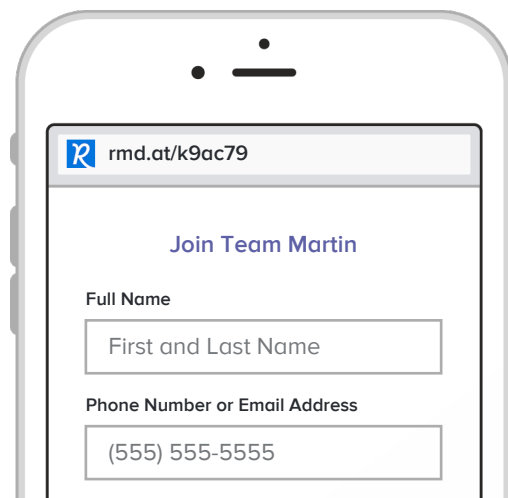 rmd.at/k9ac79
Join Team Martin
Full Name
First and Last Name
Phone Number or Email Address
(555) 555-5555